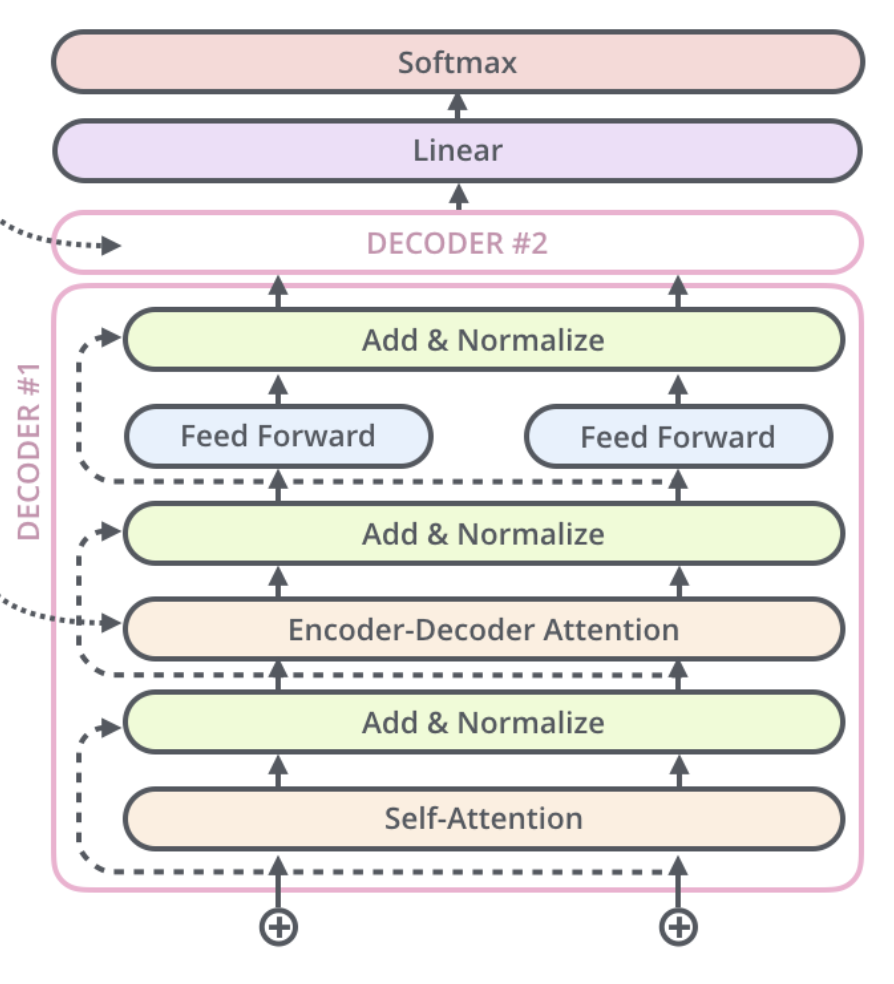 Softmax
Linear
DECODER #2
DECODER #1
Add & Normalize
Feed Forward
Feed Forward
Add & Normalize
Encoder-Decoder Attention
Add & Normalize
Self-Attention